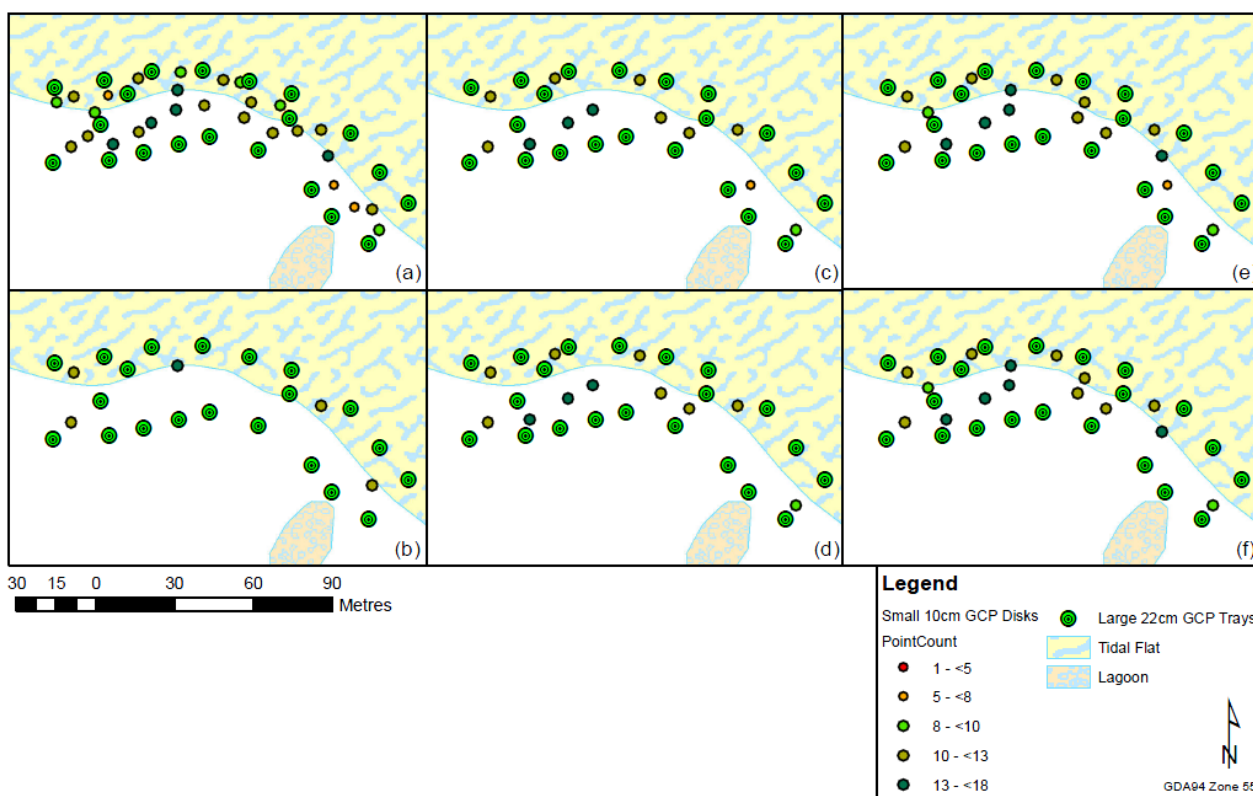 (a)
(c)
(e)
(b)
(d)
(f)
30 15 0 30 60 90
Metres
Legend
Small 10cm GCP Disks
PointCount
1 - <5
5 - <8
8 - <10
10 - <13
13 - <18
Large 22cm GCP Trays
Tidal Flat
Lagoon
N
GDA94 Zone 55